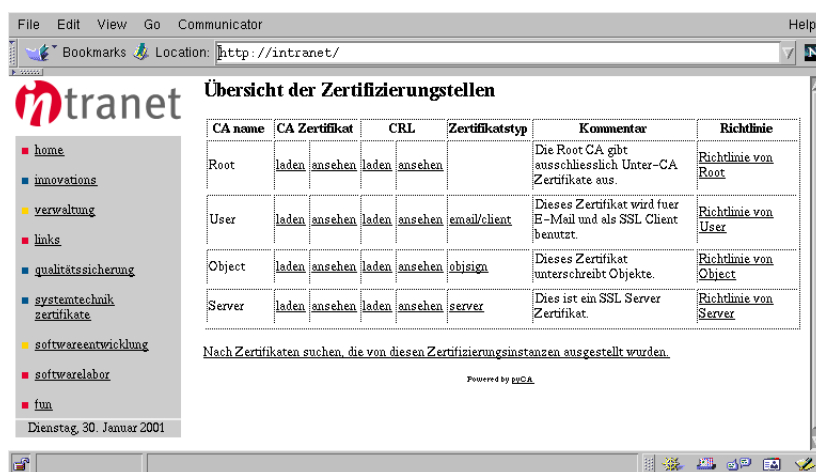 File Edit View Go Communicator Help
Bookmarks Location: http://intranet/
intranet
home
innovations
verwaltung
links
qualitätssicherung
systemtechnik
zertifikate
softwareentwicklung
softwarelabor
fun
Dienstag, 30. Januar 2001
Übersicht der Zertifizierungstellen
CA name CA Zertifikat CRL Zertifikatstyp Kommentar Richtlinie
Root laden ansehen laden ansehen Die Root CA gibt
ausschliesslich Unter-CA
Zertifikate aus. Richtlinie von
Root
User laden ansehen laden ansehen email/client Dieses Zertifikat wird fuer
E-Mail und als SSL Client
benutzt. Richtlinie von
User
Object laden ansehen laden ansehen objsign Dieses Zertifikat
unterschreibt Objekte. Richtlinie von
Object
Server laden ansehen laden ansehen server Dies ist ein SSL Server
Zertifikat. Richtlinie von
Server
Nach Zertifikaten suchen, die von diesen Zertifizierungsinstanzen ausgestellt wurden.
Powered by pyCA